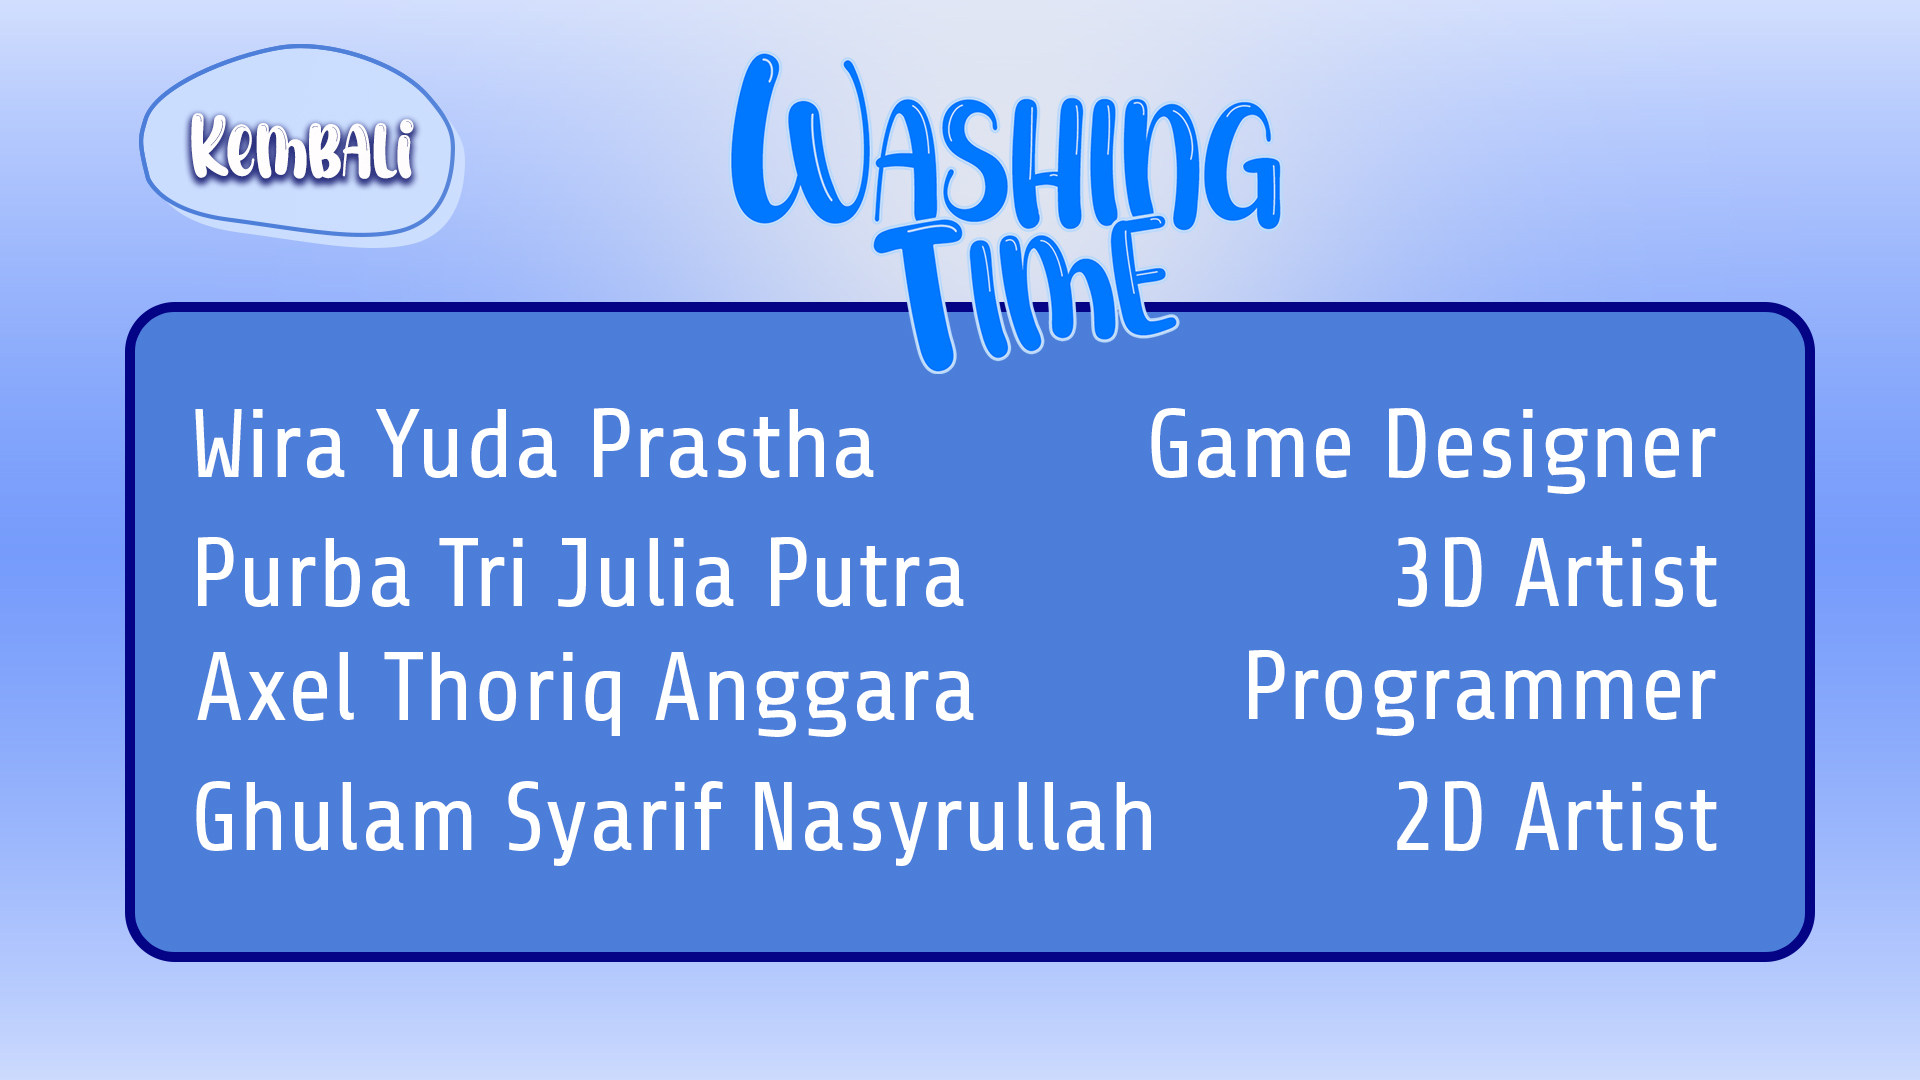 KemBALi
WASHING
TImE
Wira Yuda Prastha Game Designer
Purba Tri Julia Putra 3D Artist
Axel Thoriq Anggara Programmer
Ghulam Syarif Nasyrullah 2D Artist